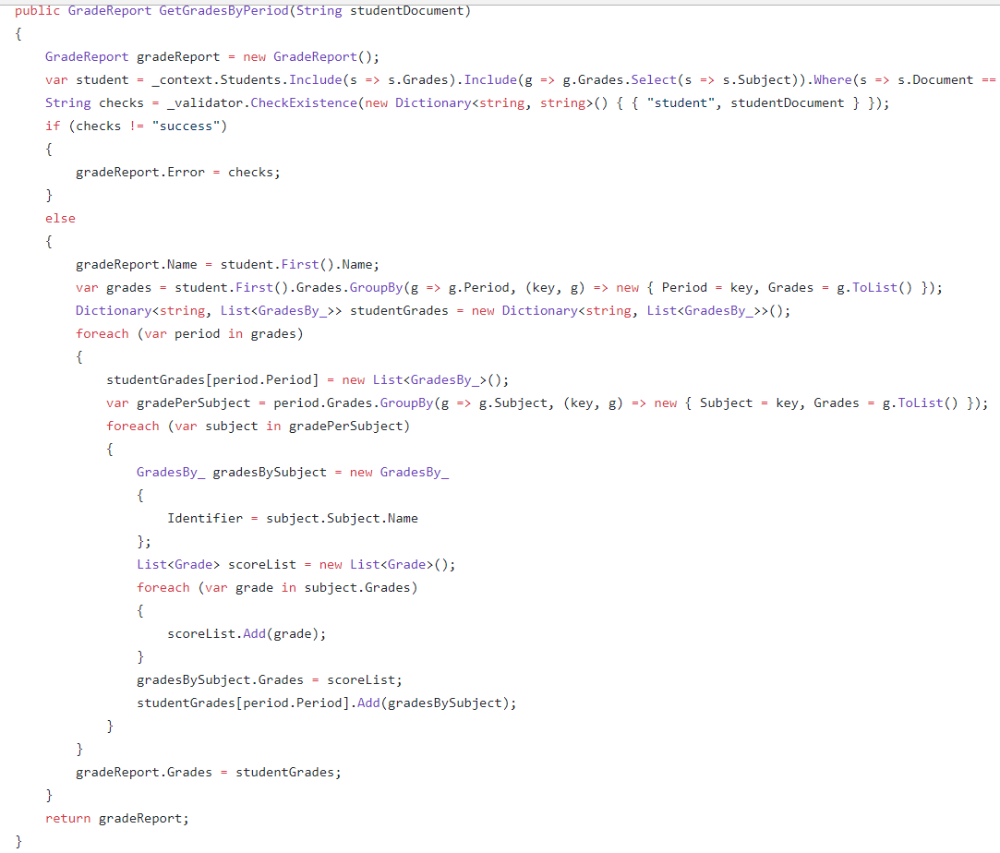 public GradeReport GetGradesByPeriod(String studentDocument)
{
    GradeReport gradeReport = new GradeReport();
    var student = _context.Students.Include(s => s.Grades).Include(g => g.Grades.Select(s => s.Subject)).Where(s => s.Document ==
    String checks = _validator.CheckExistence(new Dictionary<string, string>() { { "student", studentDocument } });
    if (checks != "success")
    {
        gradeReport.Error = checks;
    }
    else
    {
        gradeReport.Name = student.First().Name;
        var grades = student.First().Grades.GroupBy(g => g.Period, (key, g) => new { Period = key, Grades = g.ToList() });
        Dictionary<string, List<GradesBy_>> studentGrades = new Dictionary<string, List<GradesBy_>>();
        foreach (var period in grades)
        {
            studentGrades[period.Period] = new List<GradesBy_>();
            var gradePerSubject = period.Grades.GroupBy(g => g.Subject, (key, g) => new { Subject = key, Grades = g.ToList() });
            foreach (var subject in gradePerSubject)
            {
                GradesBy_ gradesBySubject = new GradesBy_
                {
                    Identifier = subject.Subject.Name
                };
                List<Grade> scoreList = new List<Grade>();
                foreach (var grade in subject.Grades)
                {
                    scoreList.Add(grade);
                }
                gradesBySubject.Grades = scoreList;
                studentGrades[period.Period].Add(gradesBySubject);
            }
        }
        gradeReport.Grades = studentGrades;
    }
    return gradeReport;
}